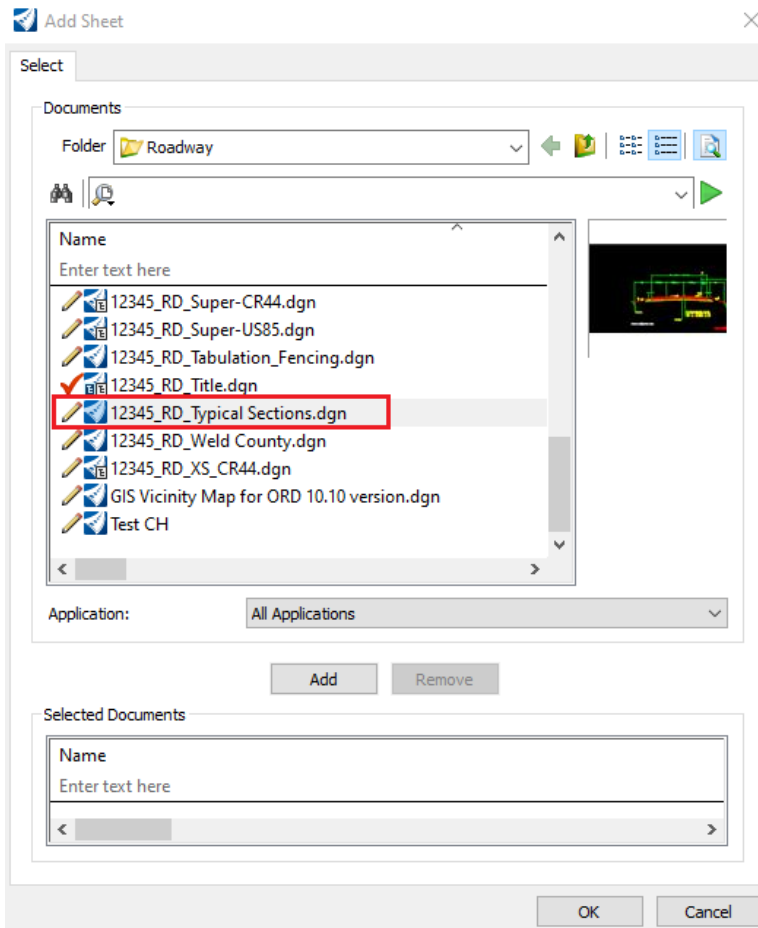 Add Sheet
Select
Documents
Folder
Roadway
Name
Enter text here
12345_RD_Super-CR44.dgn
12345_RD_Super-US85.dgn
12345_RD_Tabulation_Fencing.dgn
12345_RD_Title.dgn
12345_RD_Typical Sections.dgn
12345_RD_Weld County.dgn
12345_RD_XS_CR44.dgn
GIS Vicinity Map for ORD 10.10 version.dgn
Test CH
Application:
All Applications
Add
Remove
Selected Documents
Name
Enter text here
OK
Cancel